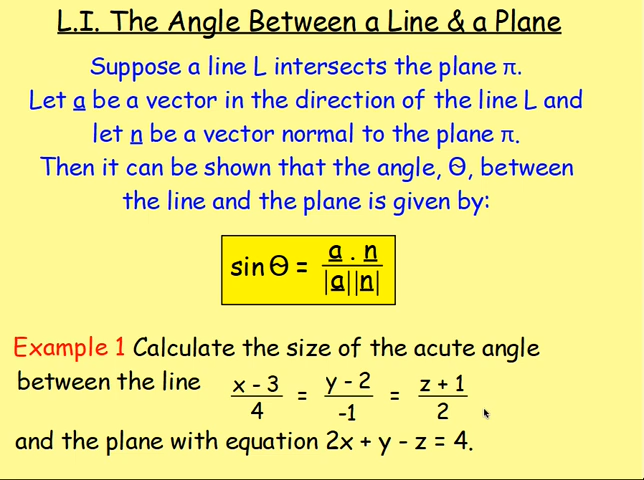 L.I. The Angle Between a Line & a Plane
Suppose a line L intersects the plane π.
Let a be a vector in the direction of the line L and
let n be a vector normal to the plane π.
Then it can be shown that the angle, Θ, between
the line and the plane is given by:
sin Θ = a . n / |a||n|
Example 1 Calculate the size of the acute angle
between the line x - 3 / 4 = y - 2 / -1 = z + 1 / 2
and the plane with equation 2x + y - z = 4.